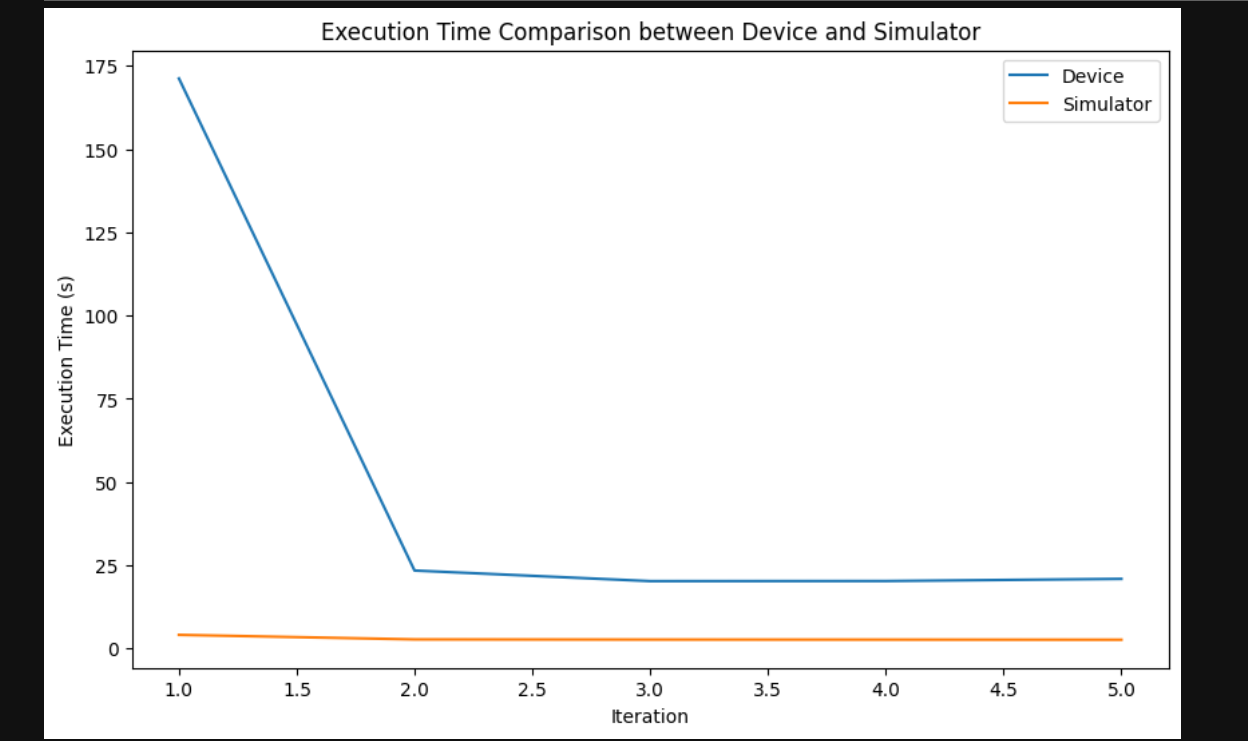 Execution Time Comparison between Device and Simulator
Device
Simulator
175
150
125
100
75
50
25
0
Execution Time (s)
1.0 1.5 2.0 2.5 3.0 3.5 4.0 4.5 5.0
Iteration